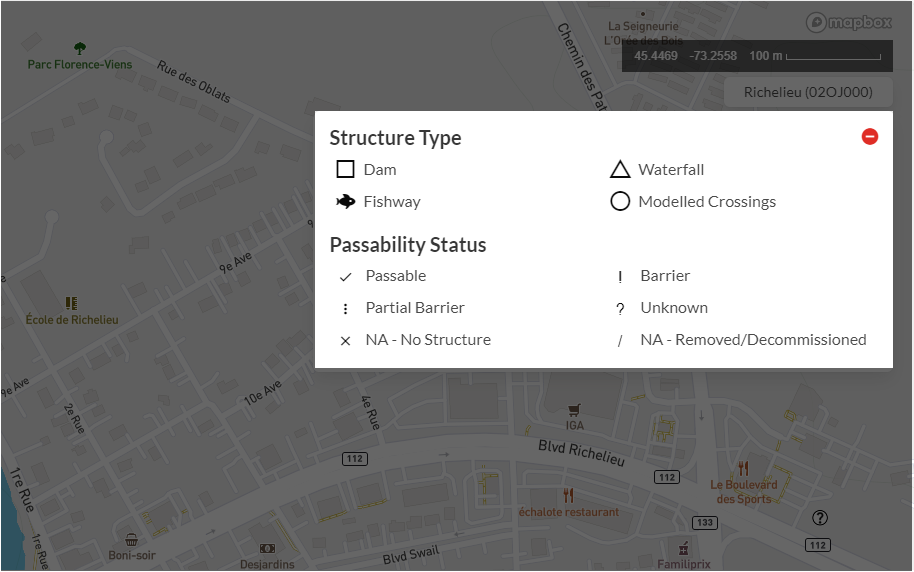 La Seigneurie
L'Orée des Bois
mapbox
Parc Florence-Viens
Rue des Oblats
Chemin des Pat
45.4469 -73.2558 100 m
Richelieu (02OJ000)
Structure Type
Dam
Waterfall
Fishway
Modelled Crossings
Passability Status
Passable
! Barrier
Partial Barrier
? Unknown
NA - No Structure
/ NA - Removed/Decommissioned
9e Ave
École de Richelieu
9e Ave
10e Ave
2e Rue
4e Rue
IGA
Blvd Richelieu
112
112
1re Rue
Le Boulevard
des Sports
échalote restaurant
133
?
112
1re Rue
Boni-soir
Desjardins
Blvd Swail
Familiprix